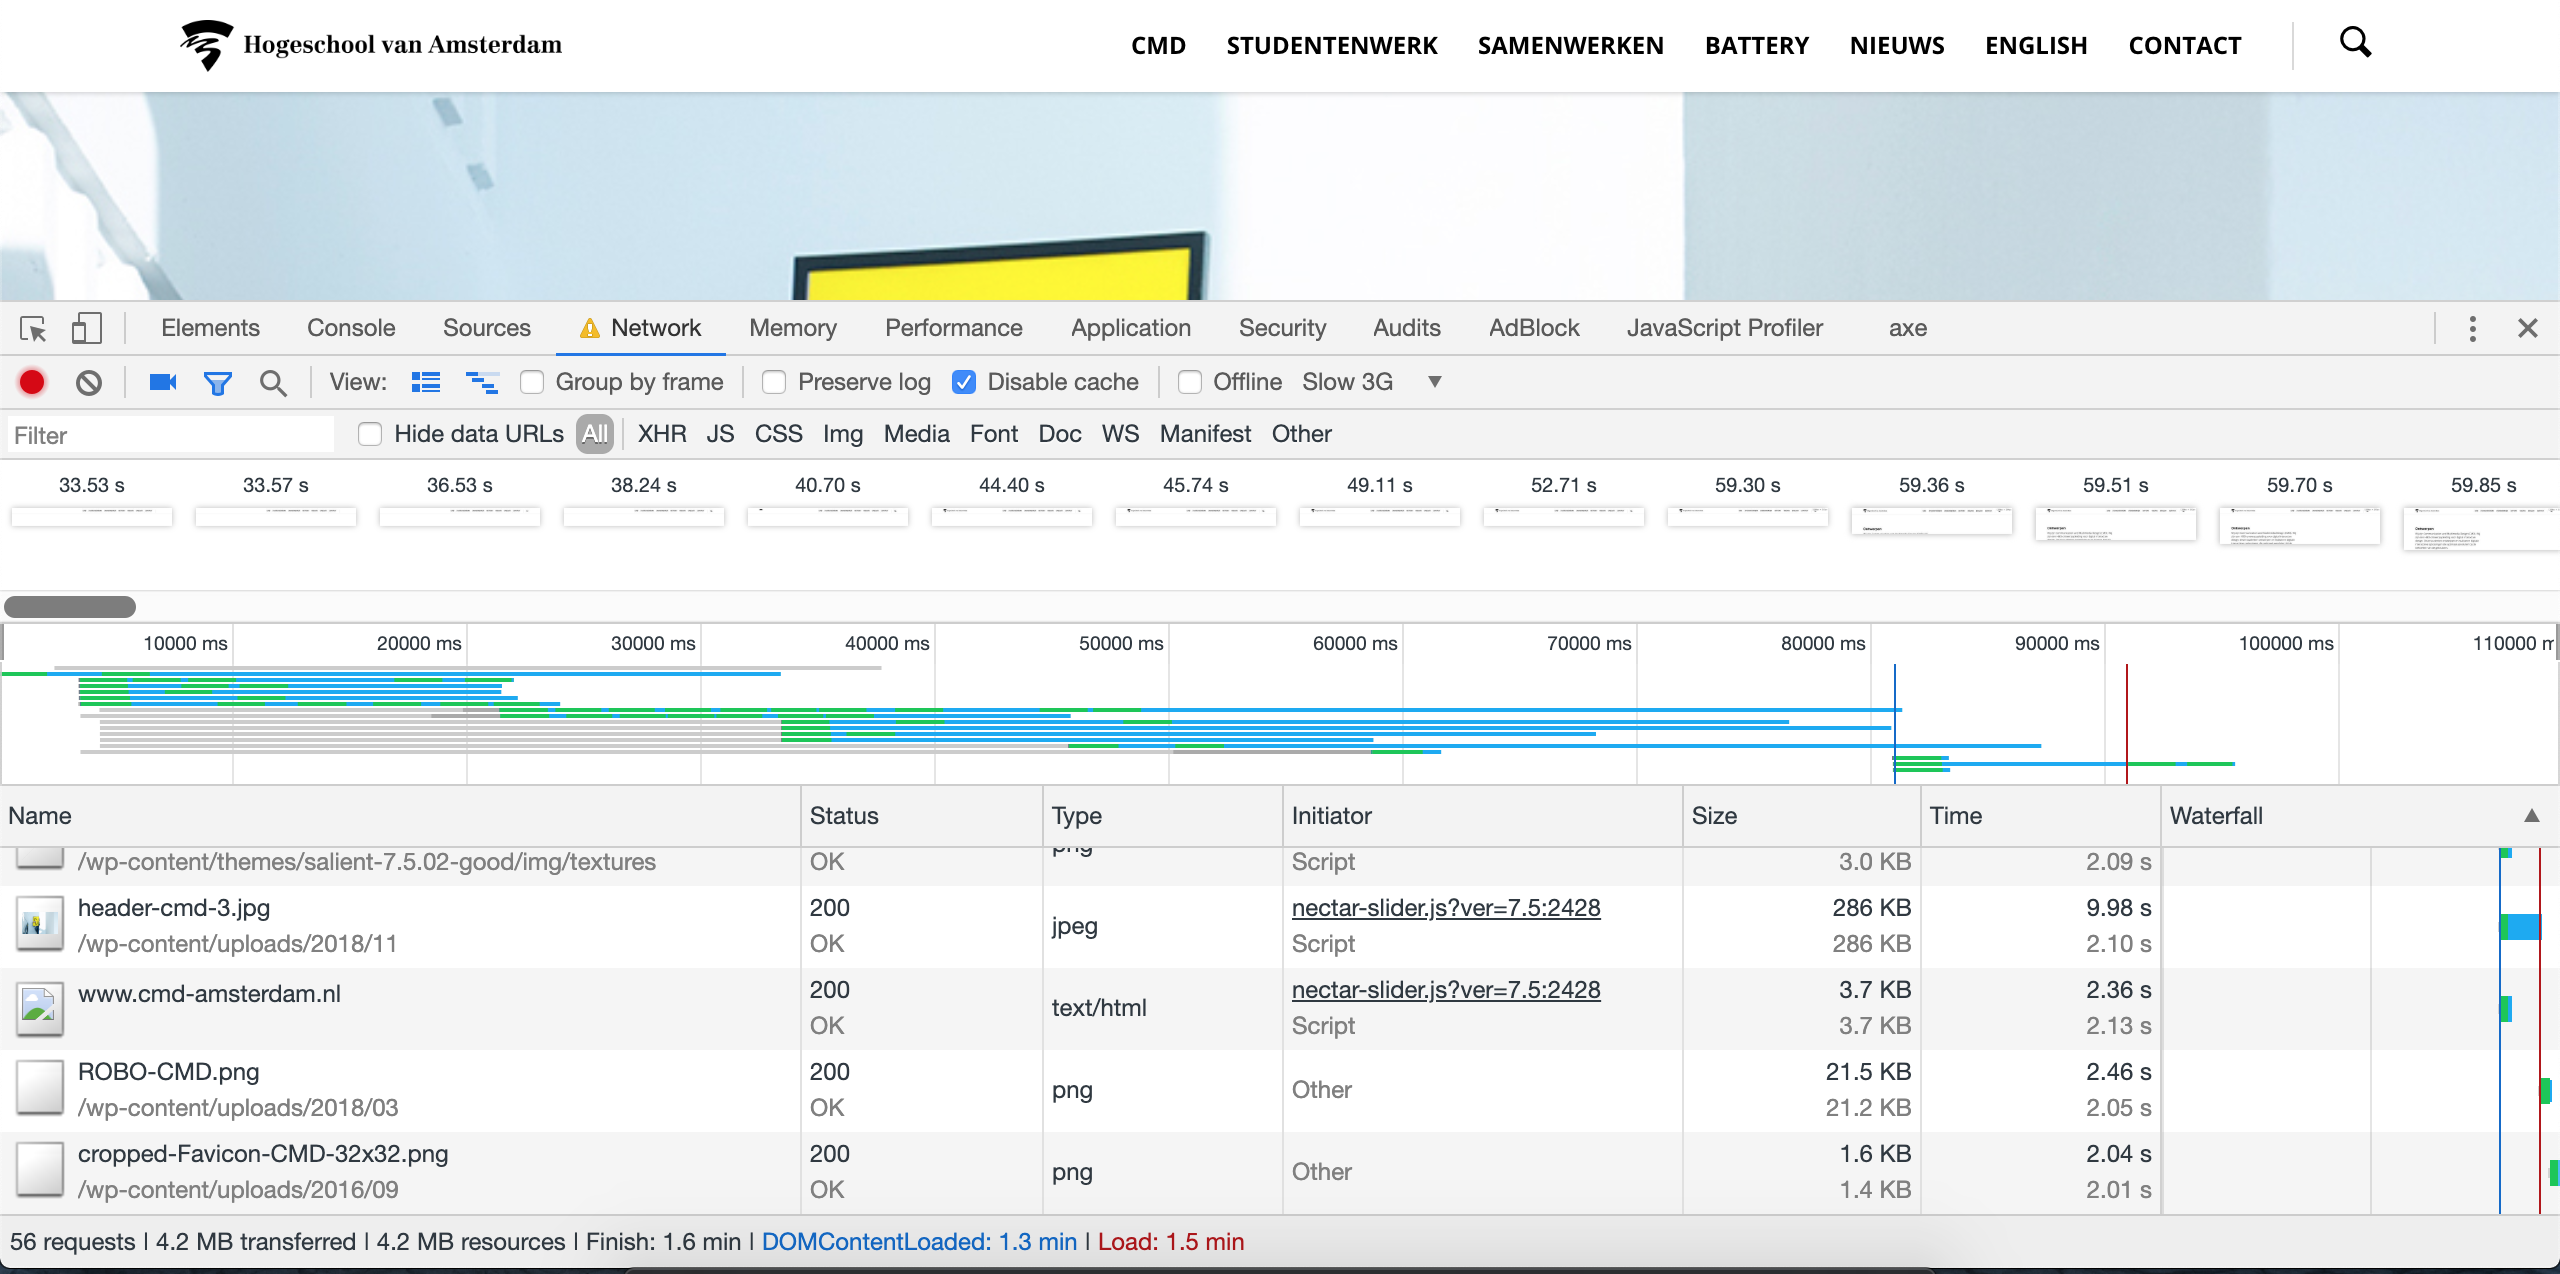 Hogeschool van Amsterdam
CMD STUDENTENWERK SAMENWERKEN BATTERY NIEUWS ENGLISH CONTACT
Elements Console Sources Network Memory Performance Application Security Audits AdBlock JavaScript Profiler axe
View: Group by frame Preserve log Disable cache Offline Slow 3G
Filter Hide data URLs All XHR JS CSS Img Media Font Doc WS Manifest Other
33.53 s 33.57 s 36.53 s 38.24 s 40.70 s 44.40 s 45.74 s 49.11 s 52.71 s 59.30 s 59.36 s 59.51 s 59.70 s 59.85 s
10000 ms 20000 ms 30000 ms 40000 ms 50000 ms 60000 ms 70000 ms 80000 ms 90000 ms 100000 ms 110000 m
Name Status Type Initiator Size Time Waterfall
/wp-content/themes/salient-7.5.02-good/img/textures OK png Script 3.0 KB 2.09 s
header-cmd-3.jpg 200 jpeg nectar-slider.js?ver=7.5:2428 286 KB 9.98 s
/wp-content/uploads/2018/11 OK Script 286 KB 2.10 s
www.cmd-amsterdam.nl 200 text/html nectar-slider.js?ver=7.5:2428 3.7 KB 2.36 s
OK Script 3.7 KB 2.13 s
ROBO-CMD.png 200 png Other 21.5 KB 2.46 s
/wp-content/uploads/2018/03 OK 21.2 KB 2.05 s
cropped-Favicon-CMD-32x32.png 200 png Other 1.6 KB 2.04 s
/wp-content/uploads/2016/09 OK 1.4 KB 2.01 s
56 requests | 4.2 MB transferred | 4.2 MB resources | Finish: 1.6 min | DOMContentLoaded: 1.3 min | Load: 1.5 min